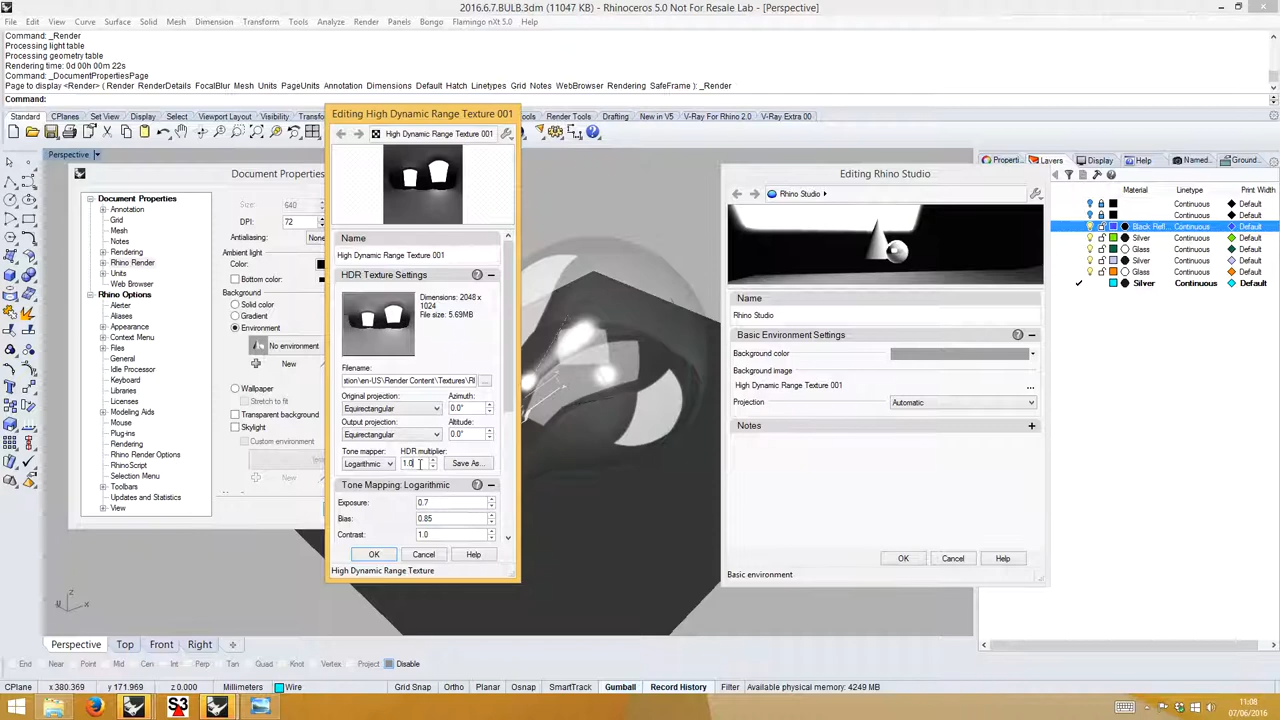 2016.6.7.BULB.3dm (11047 KB) - Rhinoceros 5.0 Not For Resale Lab - [Perspective]
File Edit View Curve Surface Solid Mesh Dimension Transform Tools Analyze Render Panels Bongo Flamingo nXt 5.0 Help
Command: _Render
Processing light table
Processing geometry table
Rendering time: 0d 00h 00m 22s
Command: _DocumentPropertiesPage
Page to display <Render> ( Render RenderDetails FocalBlur Mesh Units PageUnits Annotation Dimensions Default Hatch Linetypes Grid Notes WebBrowser Rendering SafeFrame ): _Render
Command:
Standard CPlanes Set View Display Select Viewport Layout Visibility Transfo Render Tools Drafting New in V5 V-Ray For Rhino 2.0 V-Ray Extra 00
Perspective
Document Properties
Document Properties
Annotation
Grid
Mesh
Notes
Rendering
Rhino Render
Units
Web Browser
Rhino Options
Alerter
Aliases
Appearance
Context Menu
Files
General
Idle Processor
Keyboard
Libraries
Licenses
Modeling Aids
Mouse
Plug-ins
Rendering
Rhino Render Options
RhinoScript
Selection Menu
Toolbars
Updates and Statistics
View
Size: 640
DPI: 72
Antialiasing: Non
Ambient light
Color:
Bottom color:
Background
Solid color
Gradient
Environment
No environment
New
Wallpaper
Stretch to fit
Transparent background
Skylight
Custom environment
New
Editing High Dynamic Range Texture 001
High Dynamic Range Texture 001
Name
High Dynamic Range Texture 001
HDR Texture Settings
Dimensions: 2048 x
1024
File size: 5.69MB
Filename:
stion\en-US\Render Content\Textures\RI ...
Original projection: Azimuth:
Equirectangular 0.0°
Output projection: Altitude:
Equirectangular 0.0°
Tone mapper: HDR multiplier:
Logarithmic 1.0 Save As...
Tone Mapping: Logarithmic
Exposure: 0.7
Bias: 0.85
Contrast: 1.0
OK Cancel Help
High Dynamic Range Texture
Editing Rhino Studio
Rhino Studio
Name
Rhino Studio
Basic Environment Settings
Background color
Background image
High Dynamic Range Texture 001 ...
Projection Automatic
Notes
OK Cancel Help
Basic environment
Properti... Layers Display Help Named... Ground...
Material Linetype Print Width
Continuous Default
Continuous Default
Black Refl... Continuous Default
Silver Continuous Default
Glass Continuous Default
Silver Continuous Default
Glass Continuous Default
Silver Continuous Default
z
x
Perspective Top Front Right
End Near Point Mid Cen Int Perp Tan Quad Knot Vertex Project Disable
CPlane x 380.369 y 171.969 z 0.000 Millimeters Wire Grid Snap Ortho Planar Osnap SmartTrack Gumball Record History Filter Available physical memory: 4249 MB
11:08
07/06/2016